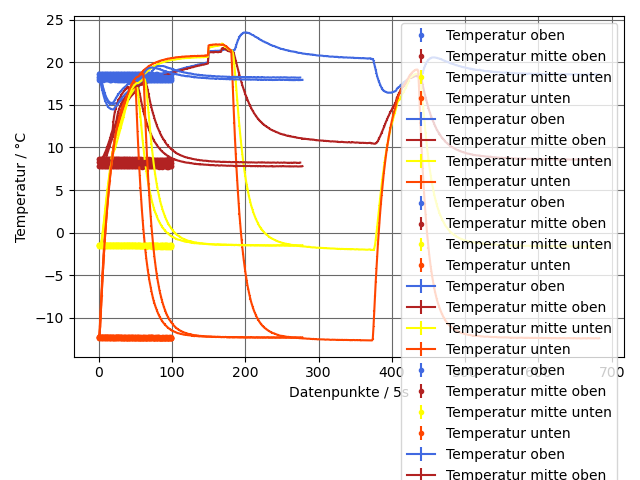 25
20
15
10
5
0
−5
−10
Temperatur / °C
0
100
200
300
400
500
600
700
Datenpunkte / 5s
Temperatur oben
Temperatur mitte oben
Temperatur mitte unten
Temperatur unten
Temperatur oben
Temperatur mitte oben
Temperatur mitte unten
Temperatur unten
Temperatur oben
Temperatur mitte oben
Temperatur mitte unten
Temperatur unten
Temperatur oben
Temperatur mitte oben
Temperatur mitte unten
Temperatur unten
Temperatur oben
Temperatur mitte oben
Temperatur mitte unten
Temperatur unten
Temperatur oben
Temperatur mitte oben